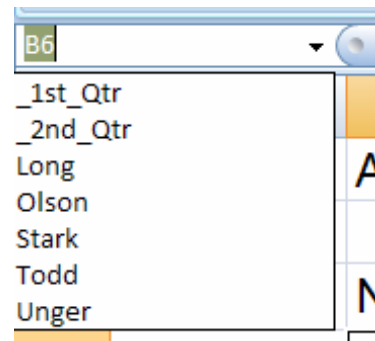 B6
_1st_Qtr
_2nd_Qtr
Long
Olson
Stark
Todd
Unger